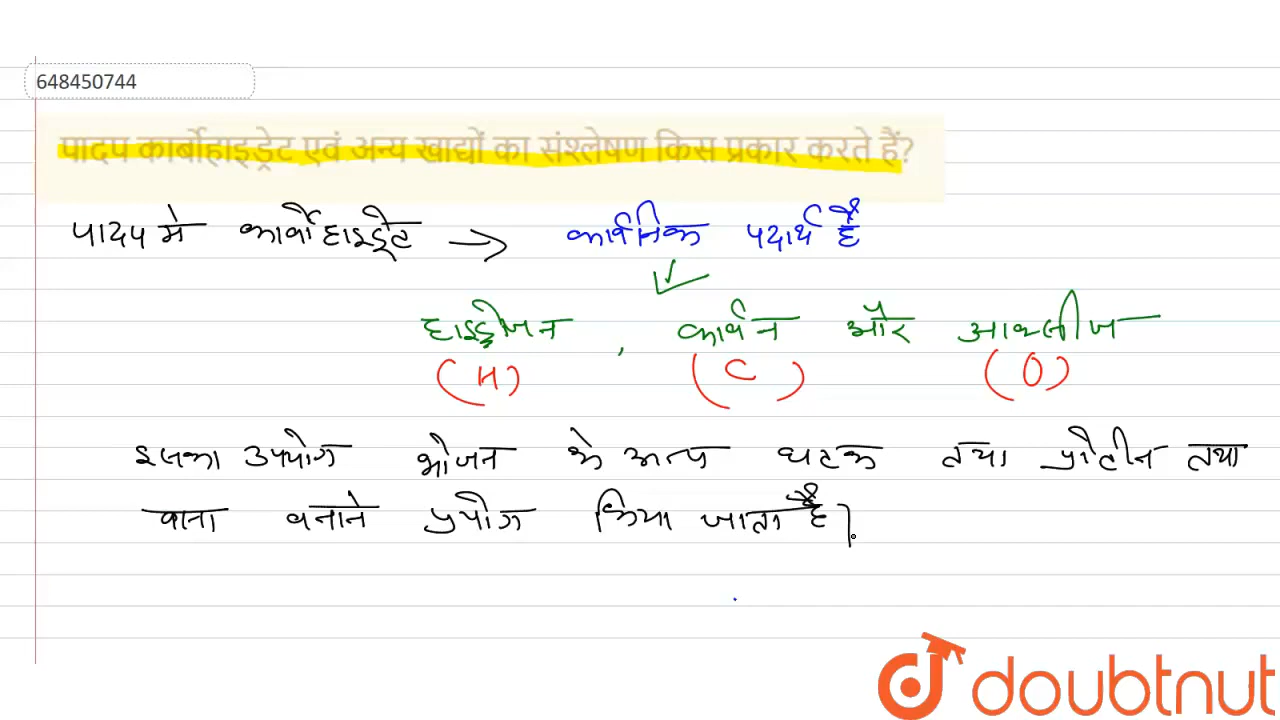 648450744
पादप कार्बोहाइड्रेट एवं अन्य खाद्यों का संश्लेषण किस प्रकार करते हैं?
पादप मे कार्बोहाइड्रेट → कार्बनिक पदार्थ है
हाइड्रोजन , कार्बन और आक्सीजन
(H) (C) (O)
इसका उपयोग भोजन के अन्य घटक तथा प्रोटीन तथा
वसा बनाने प्रयोग किया जाता है।
doubtnut